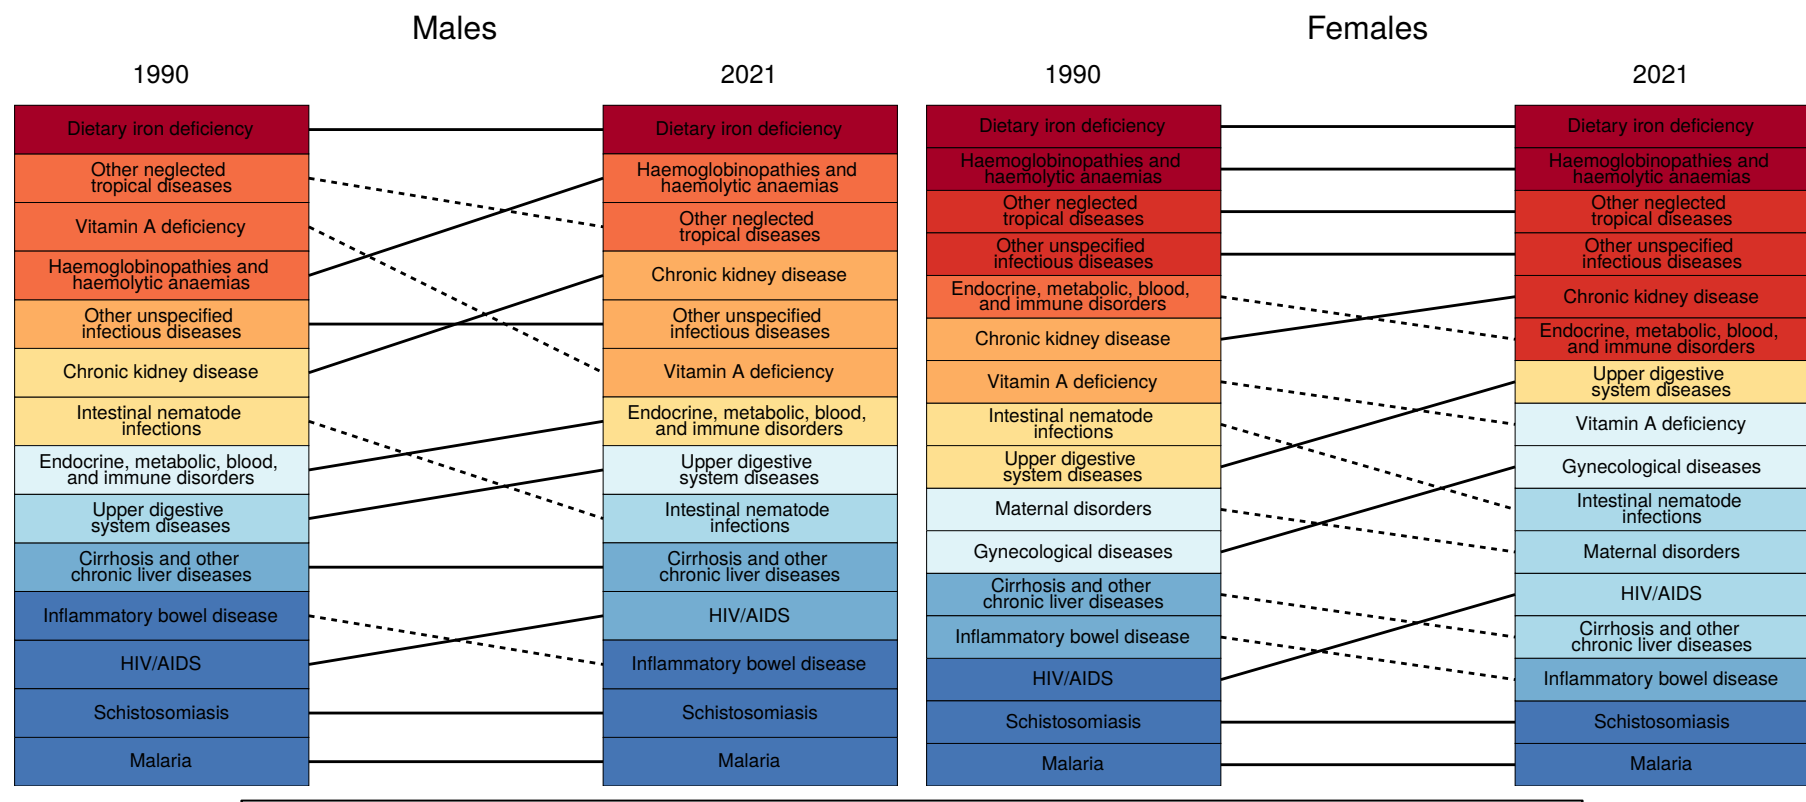 Males
Females
1990
2021
1990
2021
Dietary iron deficiency
Other neglected
tropical diseases
Vitamin A deficiency
Haemoglobinopathies and
haemolytic anaemias
Other unspecified
infectious diseases
Chronic kidney disease
Intestinal nematode
infections
Endocrine, metabolic, blood,
and immune disorders
Upper digestive
system diseases
Cirrhosis and other
chronic liver diseases
Inflammatory bowel disease
HIV/AIDS
Schistosomiasis
Malaria
Dietary iron deficiency
Haemoglobinopathies and
haemolytic anaemias
Other neglected
tropical diseases
Chronic kidney disease
Other unspecified
infectious diseases
Vitamin A deficiency
Endocrine, metabolic, blood,
and immune disorders
Upper digestive
system diseases
Intestinal nematode
infections
Cirrhosis and other
chronic liver diseases
HIV/AIDS
Inflammatory bowel disease
Schistosomiasis
Malaria
Dietary iron deficiency
Haemoglobinopathies and
haemolytic anaemias
Other neglected
tropical diseases
Other unspecified
infectious diseases
Endocrine, metabolic, blood,
and immune disorders
Chronic kidney disease
Vitamin A deficiency
Intestinal nematode
infections
Upper digestive
system diseases
Maternal disorders
Gynecological diseases
Cirrhosis and other
chronic liver diseases
Inflammatory bowel disease
HIV/AIDS
Schistosomiasis
Malaria
Dietary iron deficiency
Haemoglobinopathies and
haemolytic anaemias
Other neglected
tropical diseases
Other unspecified
infectious diseases
Chronic kidney disease
Endocrine, metabolic, blood,
and immune disorders
Upper digestive
system diseases
Vitamin A deficiency
Gynecological diseases
Intestinal nematode
infections
Maternal disorders
HIV/AIDS
Cirrhosis and other
chronic liver diseases
Inflammatory bowel disease
Schistosomiasis
Malaria